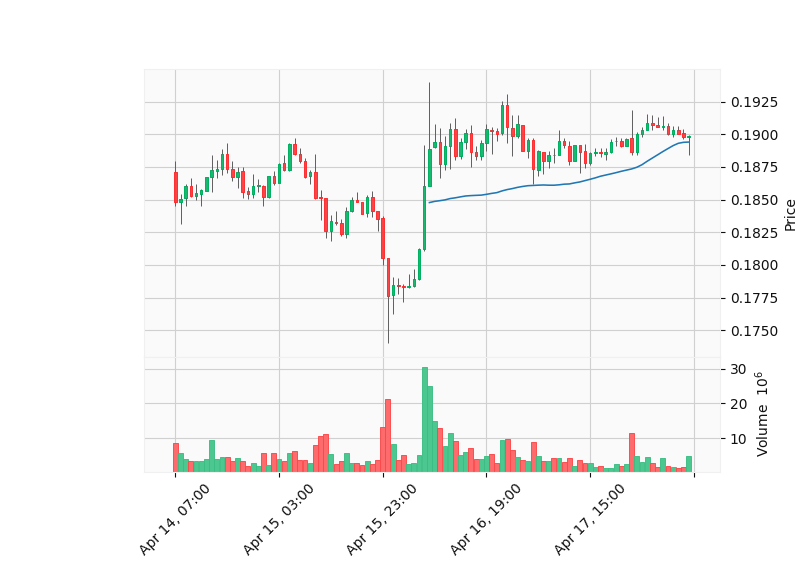 0.1925
0.1900
0.1875
0.1850
0.1825
0.1800
0.1775
0.1750
Price
30
20
10
Volume 10⁶
Apr 14, 07:00
Apr 15, 03:00
Apr 15, 23:00
Apr 16, 19:00
Apr 17, 15:00